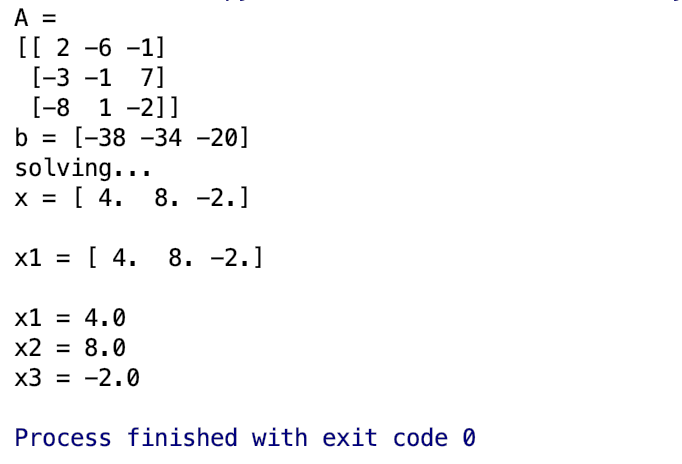 A =
[[ 2 -6 -1]
 [-3 -1  7]
 [-8  1 -2]]
b = [-38 -34 -20]
solving...
x = [ 4.  8. -2.]
x1 = [ 4.  8. -2.]
x1 = 4.0
x2 = 8.0
x3 = -2.0
Process finished with exit code 0